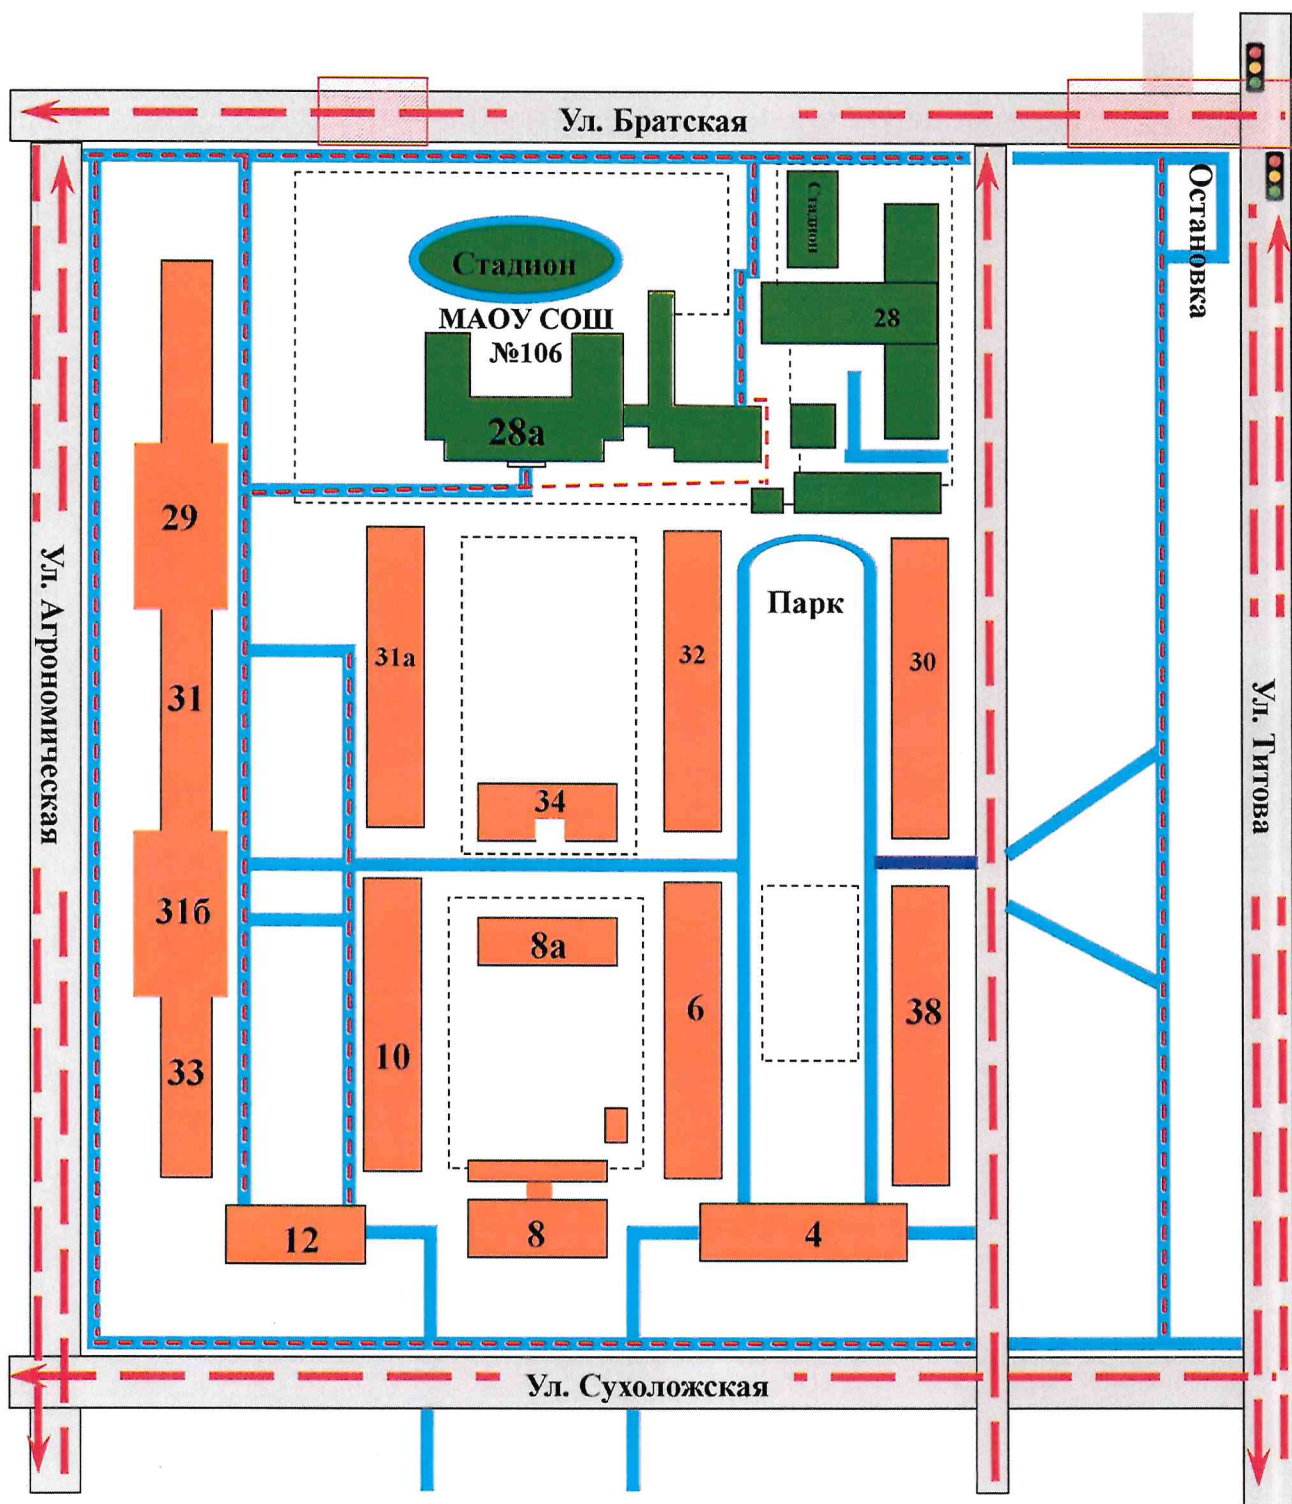 Ул. Братская
Остановка
Стадион
Стадион
28
МАОУ СОШ
№106
28а
29
Ул. Агрономическая
Парк
31а
32
30
31
Ул. Титова
34
31б
8а
6
38
10
33
12
8
4
Ул. Сухоложская